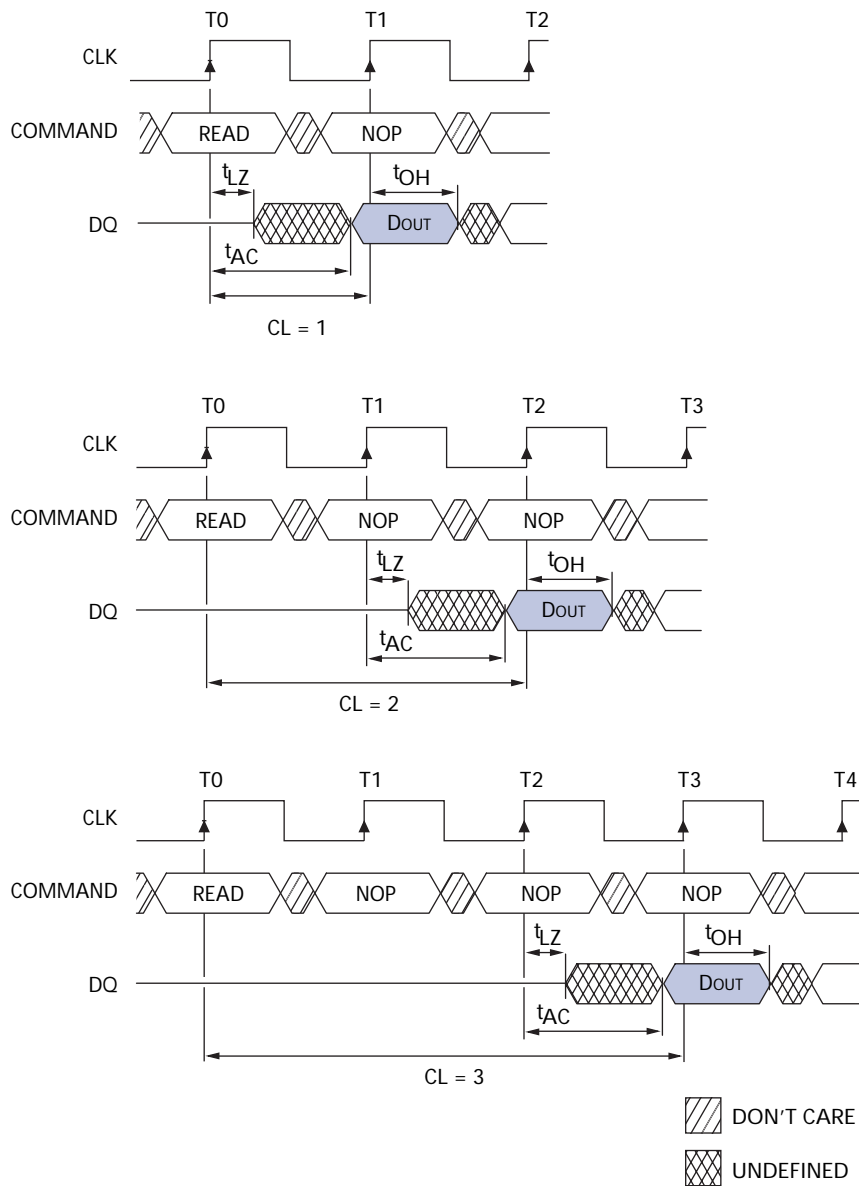 T0 T1 T2
CLK
COMMAND READ NOP
tLZ tOH
DQ DOUT
tAC
CL = 1
T0 T1 T2 T3
CLK
COMMAND READ NOP NOP
tLZ tOH
DQ DOUT
tAC
CL = 2
T0 T1 T2 T3 T4
CLK
COMMAND READ NOP NOP NOP
tLZ tOH
DQ DOUT
tAC
CL = 3
DON'T CARE
UNDEFINED